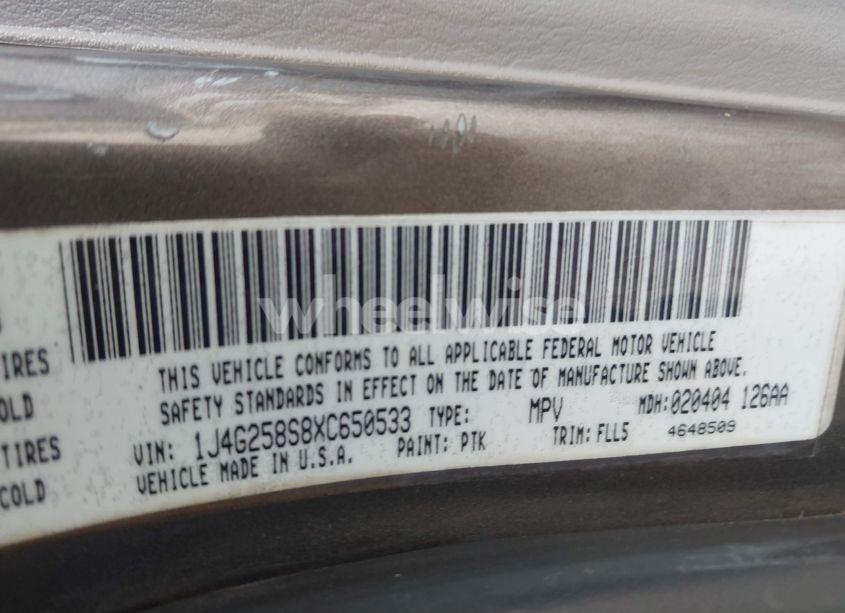 wheelwise
THIS VEHICLE CONFORMS TO ALL APPLICABLE FEDERAL MOTOR VEHICLE
SAFETY STANDARDS IN EFFECT ON THE DATE OF MANUFACTURE SHOWN ABOVE.
VIN: 1J4G258S8XC650533 TYPE: MPV MDH:020404 126AA
VEHICLE MADE IN U.S.A. PAINT: PTK TRIM: FLL5 4648509
IRES
OLD
TIRES
COLD